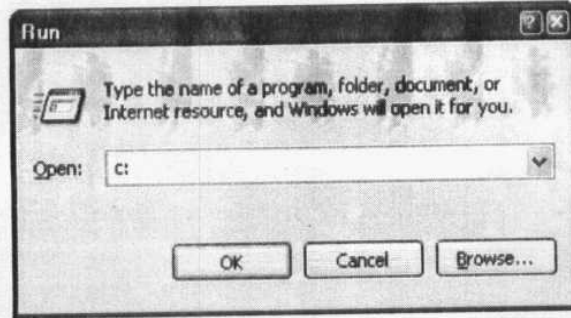 Run
Type the name of a program, folder, document, or
Internet resource, and Windows will open it for you.
Open: c:
OK Cancel Browse...